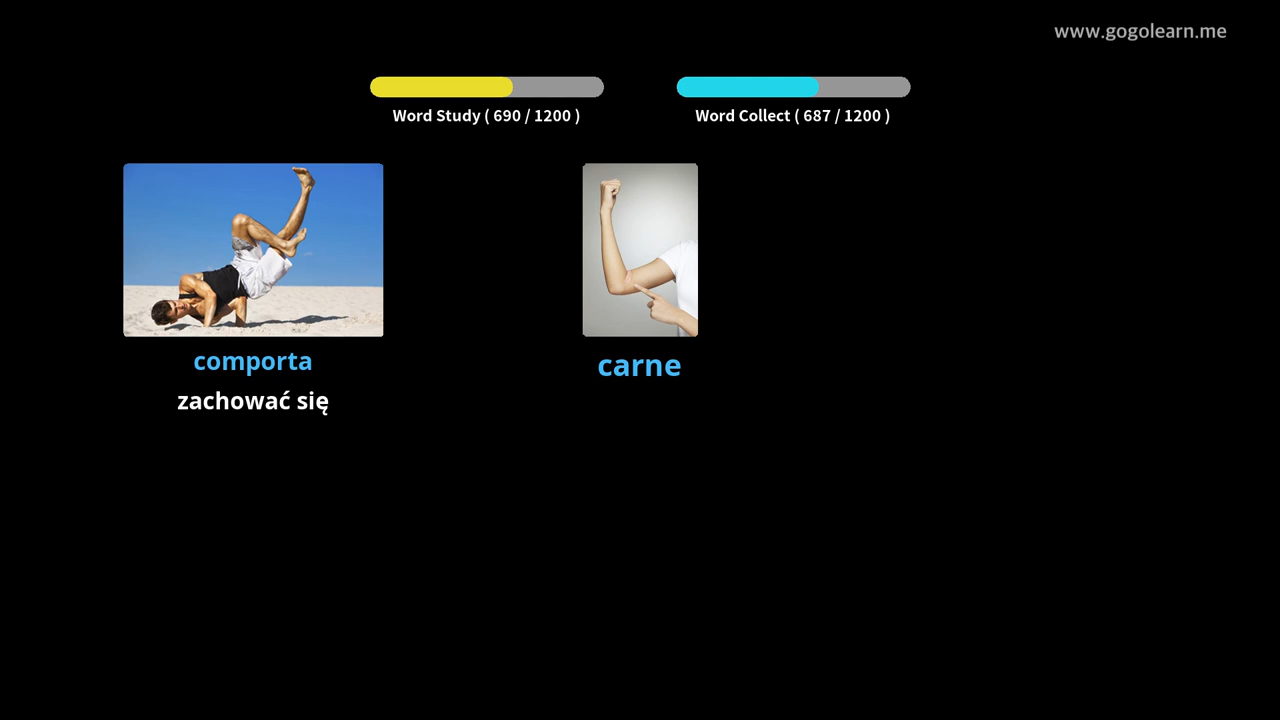 www.gogolearn.me
Word Study ( 690 / 1200 )
Word Collect ( 687 / 1200 )
comporta
zachować się
carne